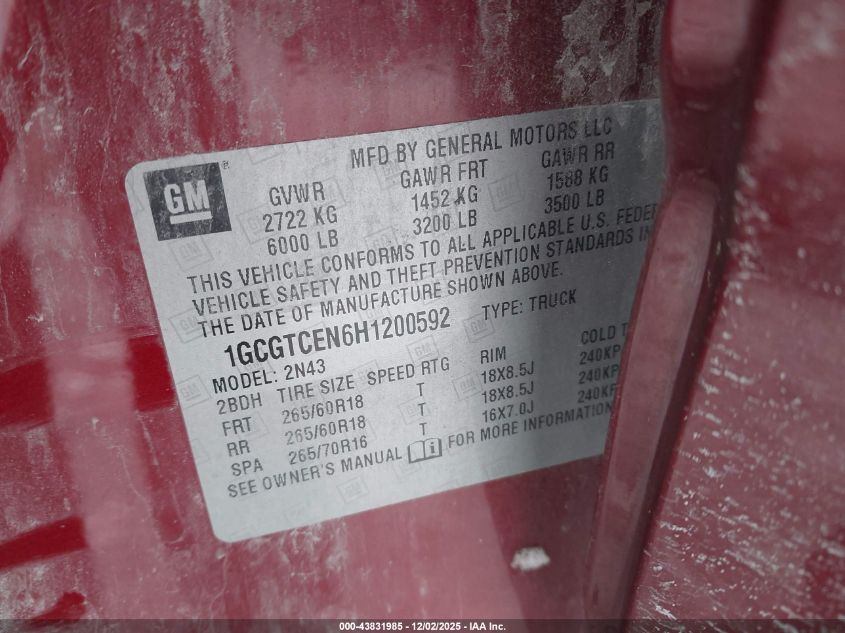 MFD BY GENERAL MOTORS LLC
GM ®
GVWR GAWR FRT GAWR RR
2722 KG 1452 KG 1588 KG
6000 LB 3200 LB 3500 LB
THIS VEHICLE CONFORMS TO ALL APPLICABLE U.S. FEDER
VEHICLE SAFETY AND THEFT PREVENTION STANDARDS IN
THE DATE OF MANUFACTURE SHOWN ABOVE.
1GCGTCEN6H1200592 TYPE: TRUCK
MODEL: 2N43
2BDH TIRE SIZE SPEED RTG RIM COLD T
FRT 265/60R18 T 18X8.5J 240KP
RR 265/60R18 T 18X8.5J 240KP
SPA 265/70R16 T 16X7.0J 240KP
SEE OWNER'S MANUAL FOR MORE INFORMATION
000-43831985 - 12/02/2025 - IAA Inc.